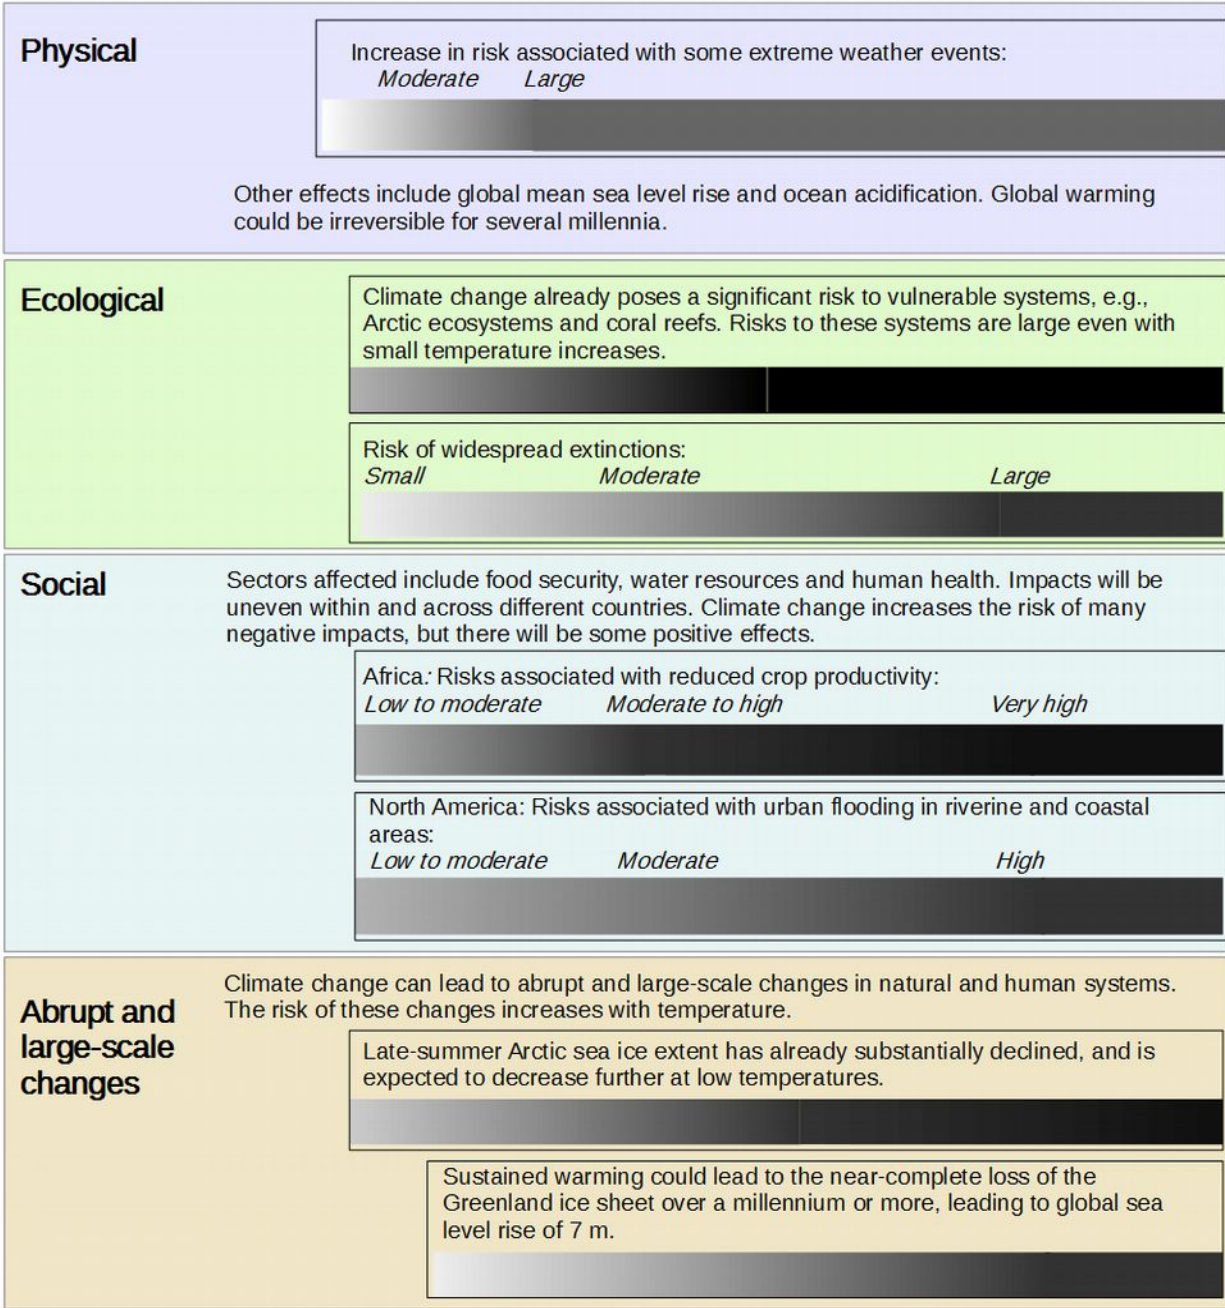 Physical
Increase in risk associated with some extreme weather events:
Moderate Large
Other effects include global mean sea level rise and ocean acidification. Global warming
could be irreversible for several millennia.
Ecological
Climate change already poses a significant risk to vulnerable systems, e.g.,
Arctic ecosystems and coral reefs. Risks to these systems are large even with
small temperature increases.
Risk of widespread extinctions:
Small Moderate Large
Social
Sectors affected include food security, water resources and human health. Impacts will be
uneven within and across different countries. Climate change increases the risk of many
negative impacts, but there will be some positive effects.
Africa: Risks associated with reduced crop productivity:
Low to moderate Moderate to high Very high
North America: Risks associated with urban flooding in riverine and coastal
areas:
Low to moderate Moderate High
Abrupt and
large-scale
changes
Climate change can lead to abrupt and large-scale changes in natural and human systems.
The risk of these changes increases with temperature.
Late-summer Arctic sea ice extent has already substantially declined, and is
expected to decrease further at low temperatures.
Sustained warming could lead to the near-complete loss of the
Greenland ice sheet over a millennium or more, leading to global sea
level rise of 7 m.